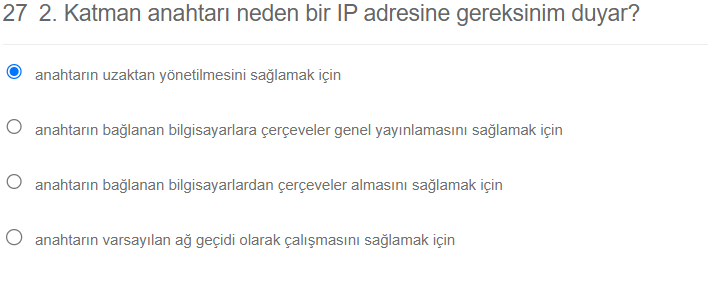 27 2. Katman anahtarı neden bir IP adresine gereksinim duyar?
anahtarın uzaktan yönetilmesini sağlamak için
anahtarın bağlanan bilgisayarlara çerçeveler genel yayınlamasını sağlamak için
anahtarın bağlanan bilgisayarlardan çerçeveler almasını sağlamak için
anahtarın varsayılan ağ geçidi olarak çalışmasını sağlamak için